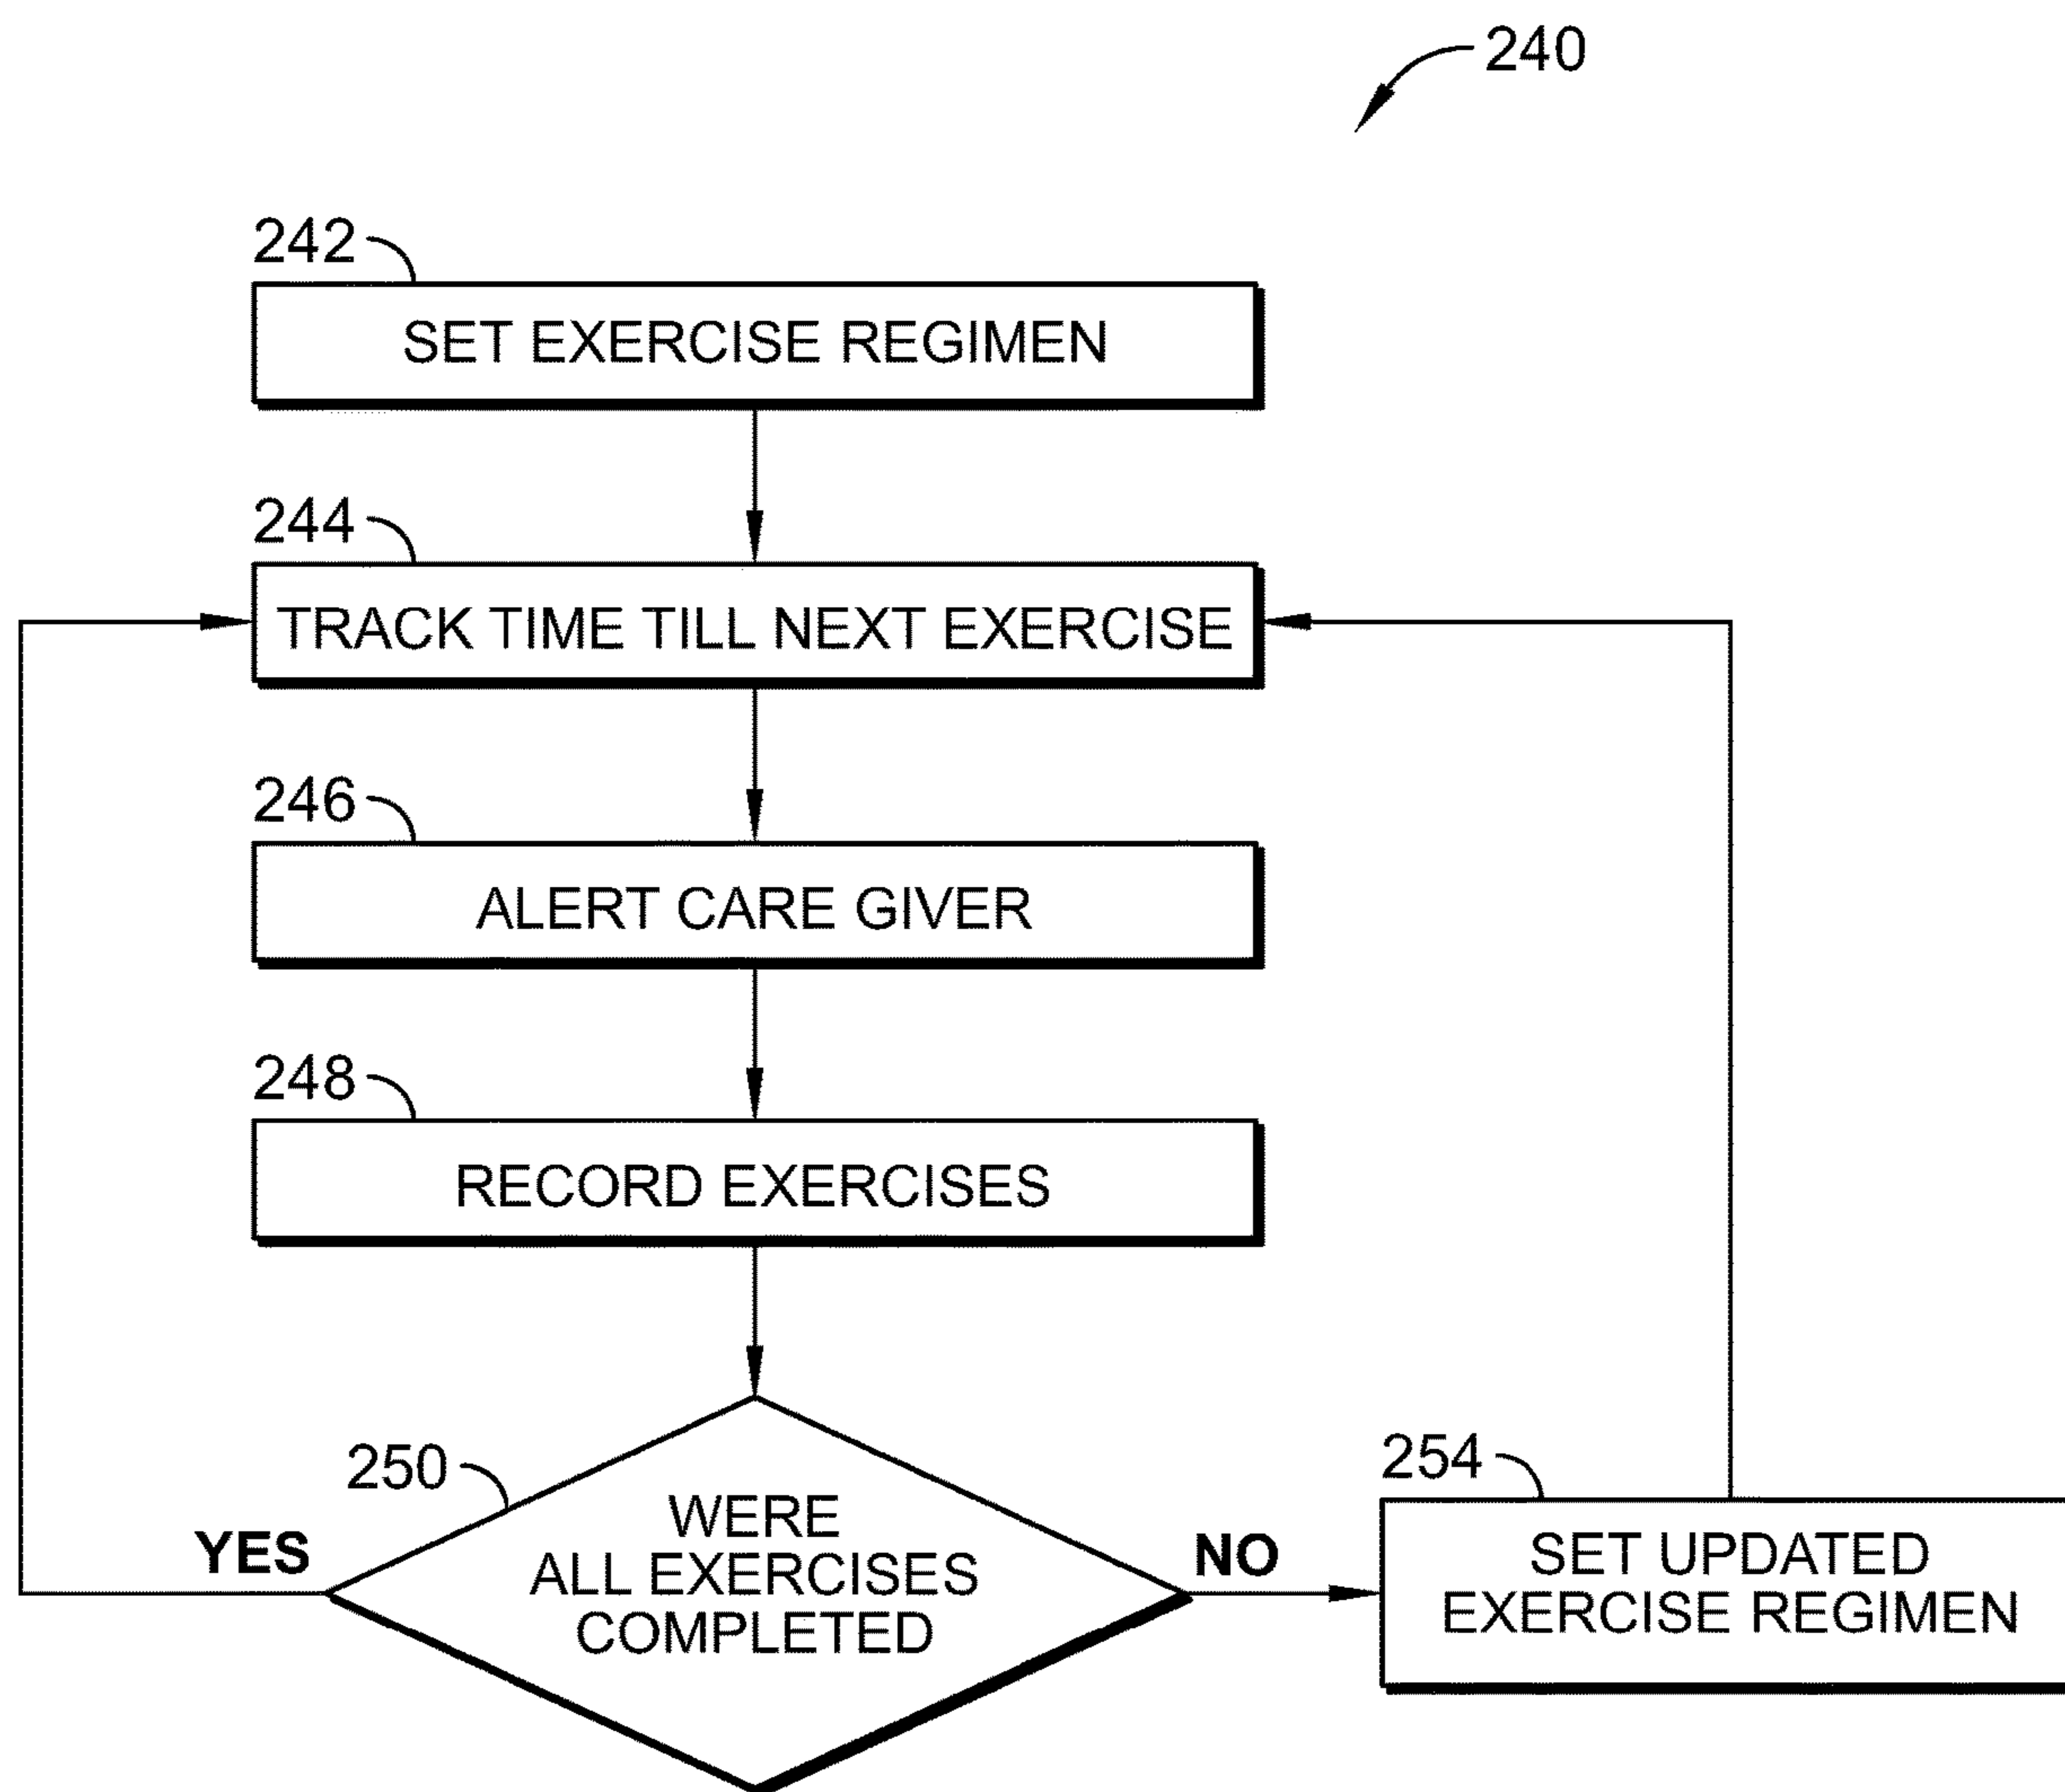 240
242
SET EXERCISE REGIMEN
244
TRACK TIME TILL NEXT EXERCISE
246
ALERT CARE GIVER
248
RECORD EXERCISES
250
WERE
ALL EXERCISES
COMPLETED
YES
NO
254
SET UPDATED
EXERCISE REGIMEN